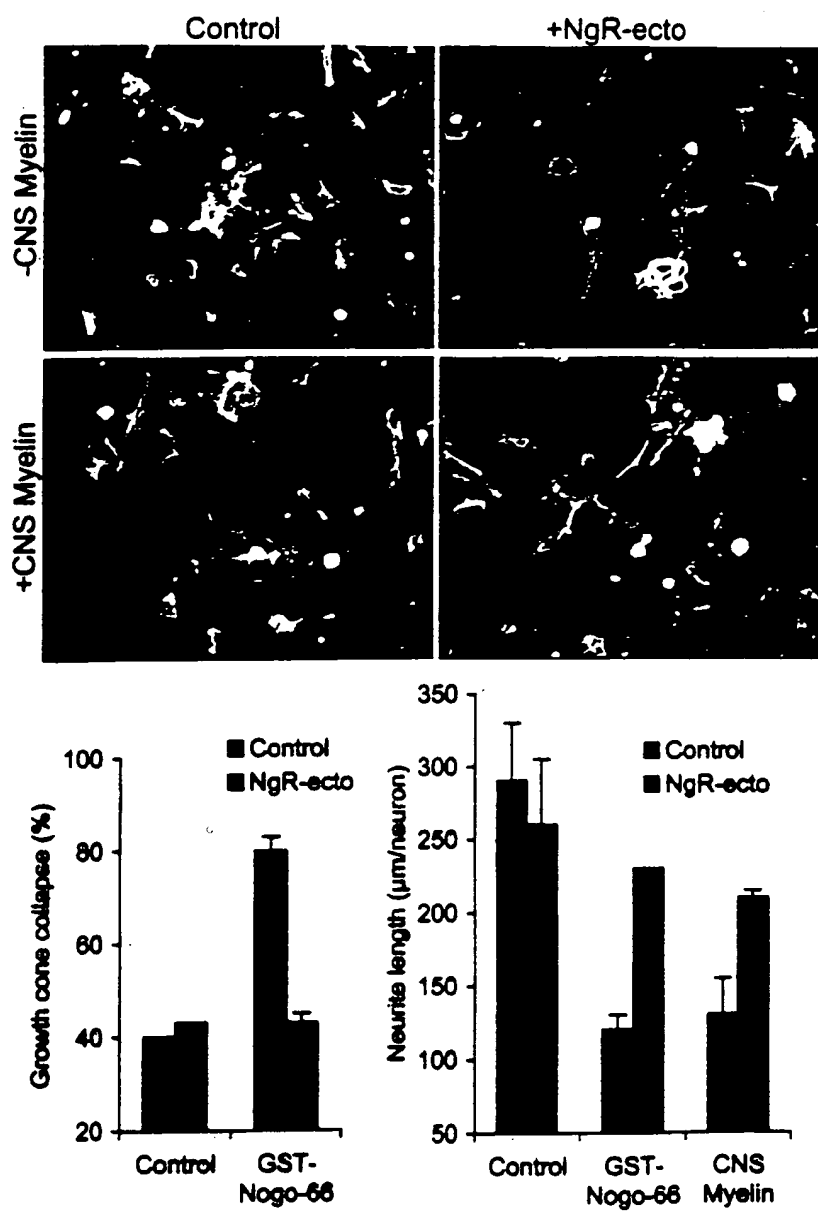 Control +NgR-ecto
-CNS Myelin
+CNS Myelin
Growth cone collapse (%)
100
80
60
40
20
Control
NgR-ecto
Control
GST-
Nogo-66
Neurite length (µm/neuron)
350
300
250
200
150
100
50
Control
NgR-ecto
Control
GST-
Nogo-66
CNS
Myelin